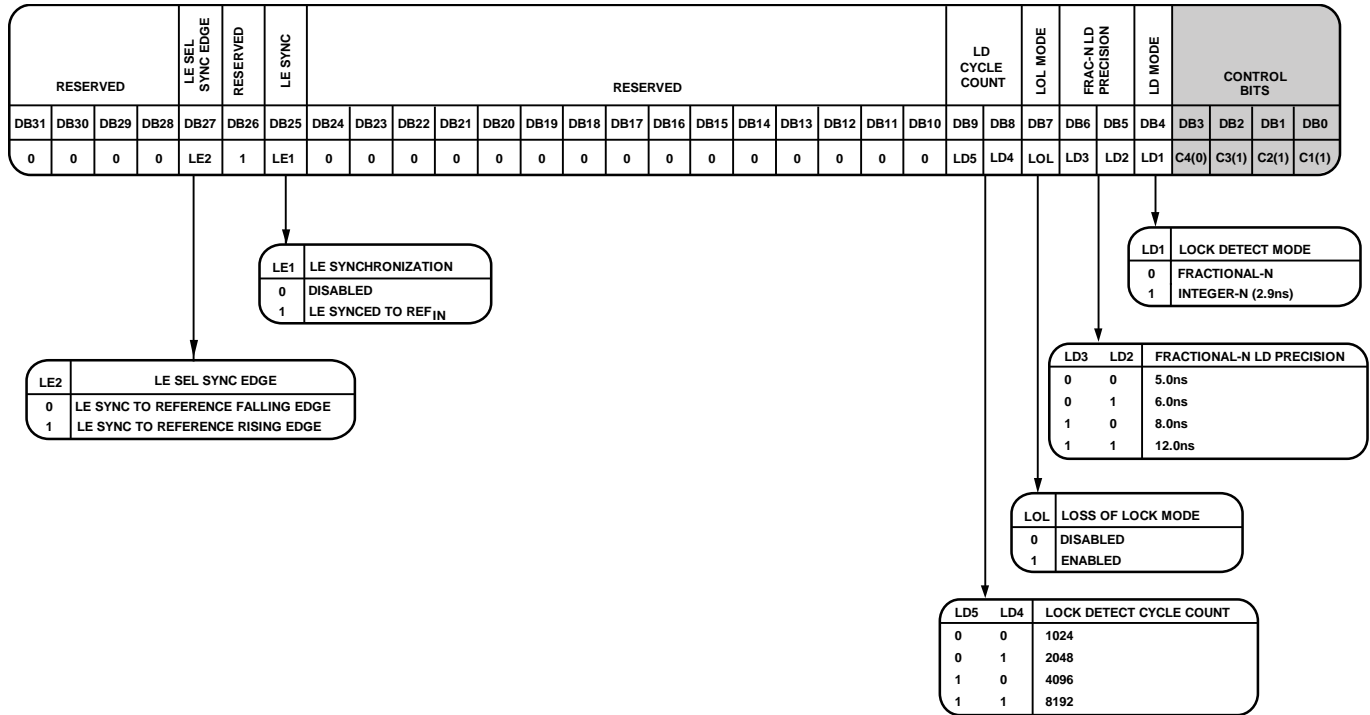 RESERVED
LE SEL
SYNC EDGE
RESERVED
LE SYNC
RESERVED
LD
CYCLE
COUNT
LOL MODE
FRAC-N LD
PRECISION
LD MODE
CONTROL
BITS
DB31 DB30 DB29 DB28 DB27 DB26 DB25 DB24 DB23 DB22 DB21 DB20 DB19 DB18 DB17 DB16 DB15 DB14 DB13 DB12 DB11 DB10 DB9 DB8 DB7 DB6 DB5 DB4 DB3 DB2 DB1 DB0
0 0 0 0 LE2 1 LE1 0 0 0 0 0 0 0 0 0 0 0 0 0 0 0 LD5 LD4 LOL LD3 LD2 LD1 C4(0) C3(1) C2(1) C1(1)
LE1 LE SYNCHRONIZATION
0 DISABLED
1 LE SYNCED TO REFIN
LE2 LE SEL SYNC EDGE
0 LE SYNC TO REFERENCE FALLING EDGE
1 LE SYNC TO REFERENCE RISING EDGE
LD1 LOCK DETECT MODE
0 FRACTIONAL-N
1 INTEGER-N (2.9ns)
LD3 LD2 FRACTIONAL-N LD PRECISION
0 0 5.0ns
0 1 6.0ns
1 0 8.0ns
1 1 12.0ns
LOL LOSS OF LOCK MODE
0 DISABLED
1 ENABLED
LD5 LD4 LOCK DETECT CYCLE COUNT
0 0 1024
0 1 2048
1 0 4096
1 1 8192